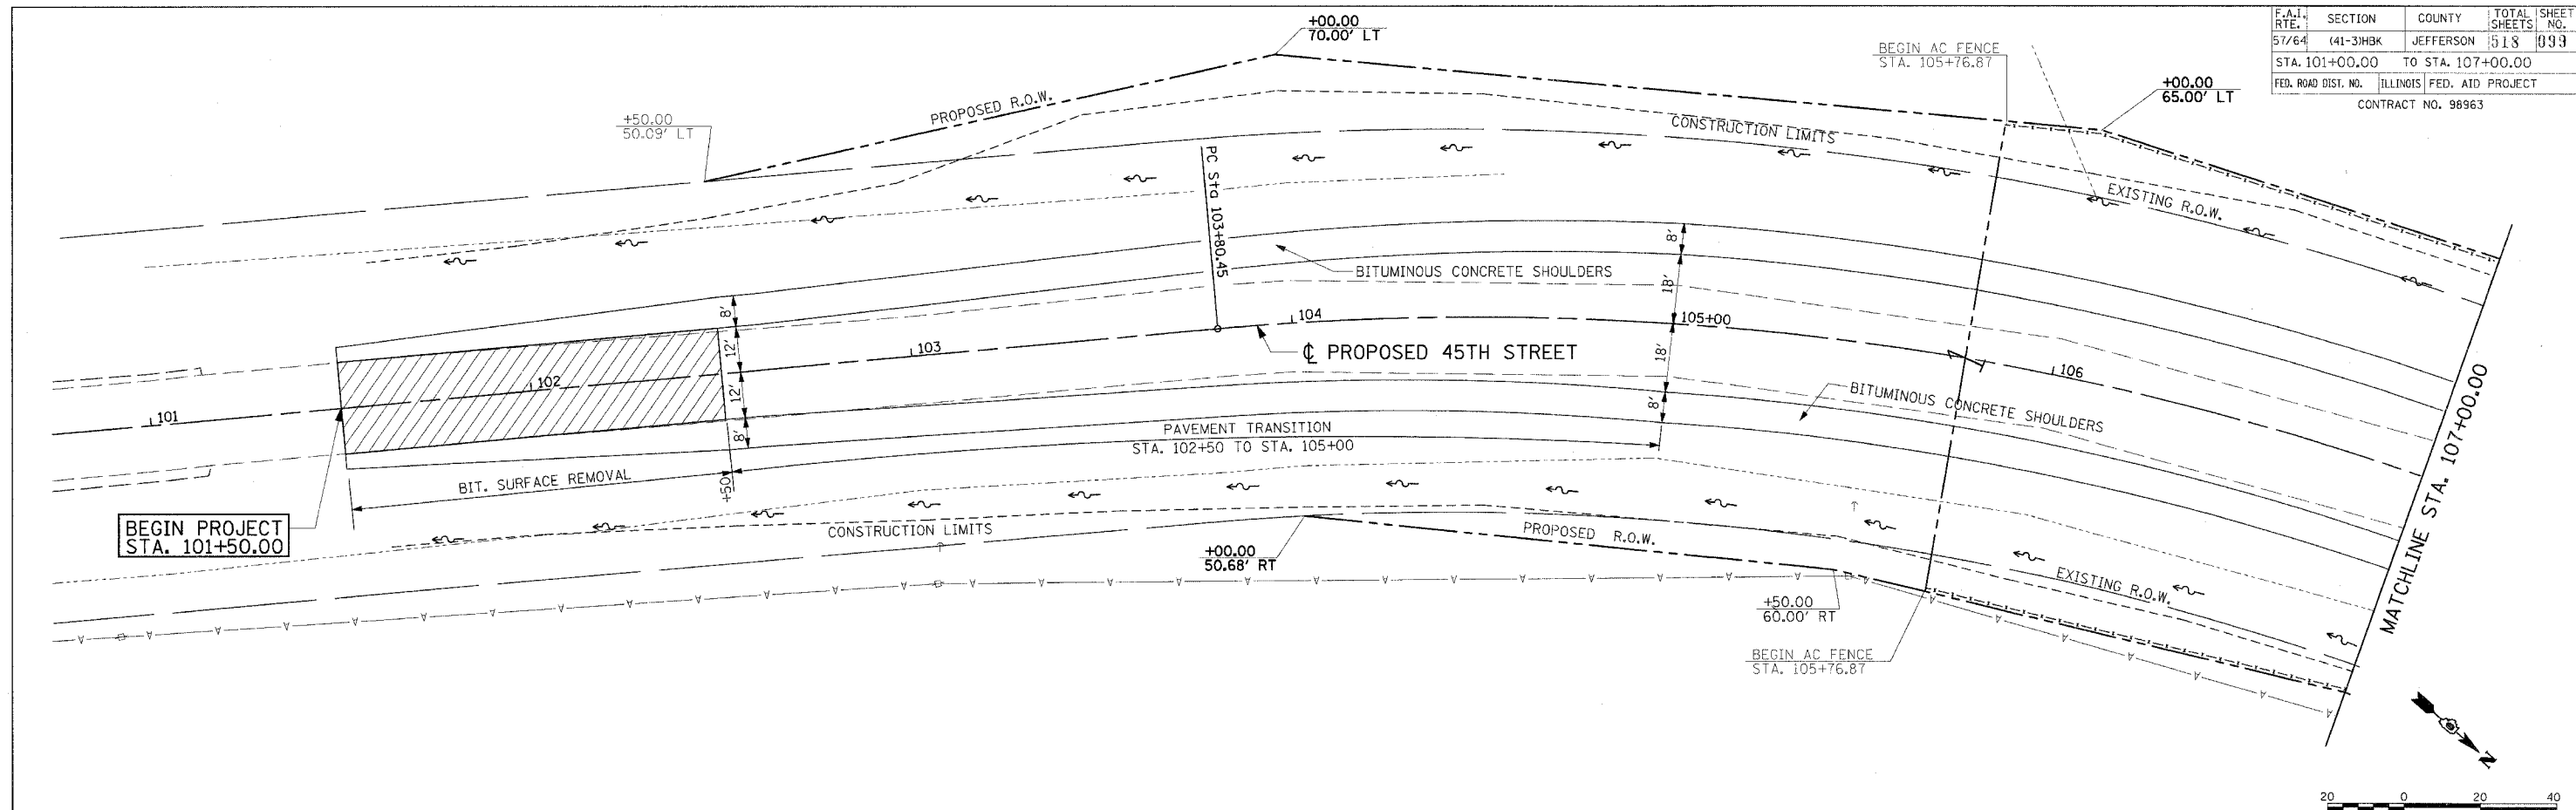 F.A.I. RTE. SECTION COUNTY TOTAL SHEETS SHEET NO.
57/64 (41-3)HBK JEFFERSON 518 099
STA. 101+00.00 TO STA. 107+00.00
FED. ROAD DIST. NO. ILLINOIS FED. AID PROJECT
CONTRACT NO. 98963
+00.00
70.00' LT
BEGIN AC FENCE
STA. 105+76.87
+00.00
65.00' LT
PROPOSED R.O.W.
+50.00
50.09' LT
CONSTRUCTION LIMITS
PC Sta 103+80.45
EXISTING R.O.W.
BITUMINOUS CONCRETE SHOULDERS
8'
18'
18'
8'
8'
12'
12'
8'
101
102
103
104
105+00
106
℄ PROPOSED 45TH STREET
BITUMINOUS CONCRETE SHOULDERS
PAVEMENT TRANSITION
STA. 102+50 TO STA. 105+00
BIT. SURFACE REMOVAL
+50
BEGIN PROJECT
STA. 101+50.00
CONSTRUCTION LIMITS
PROPOSED R.O.W.
+00.00
50.68' RT
EXISTING R.O.W.
+50.00
60.00' RT
BEGIN AC FENCE
STA. 105+76.87
MATCHLINE STA. 107+00.00
N
20 0 20 40